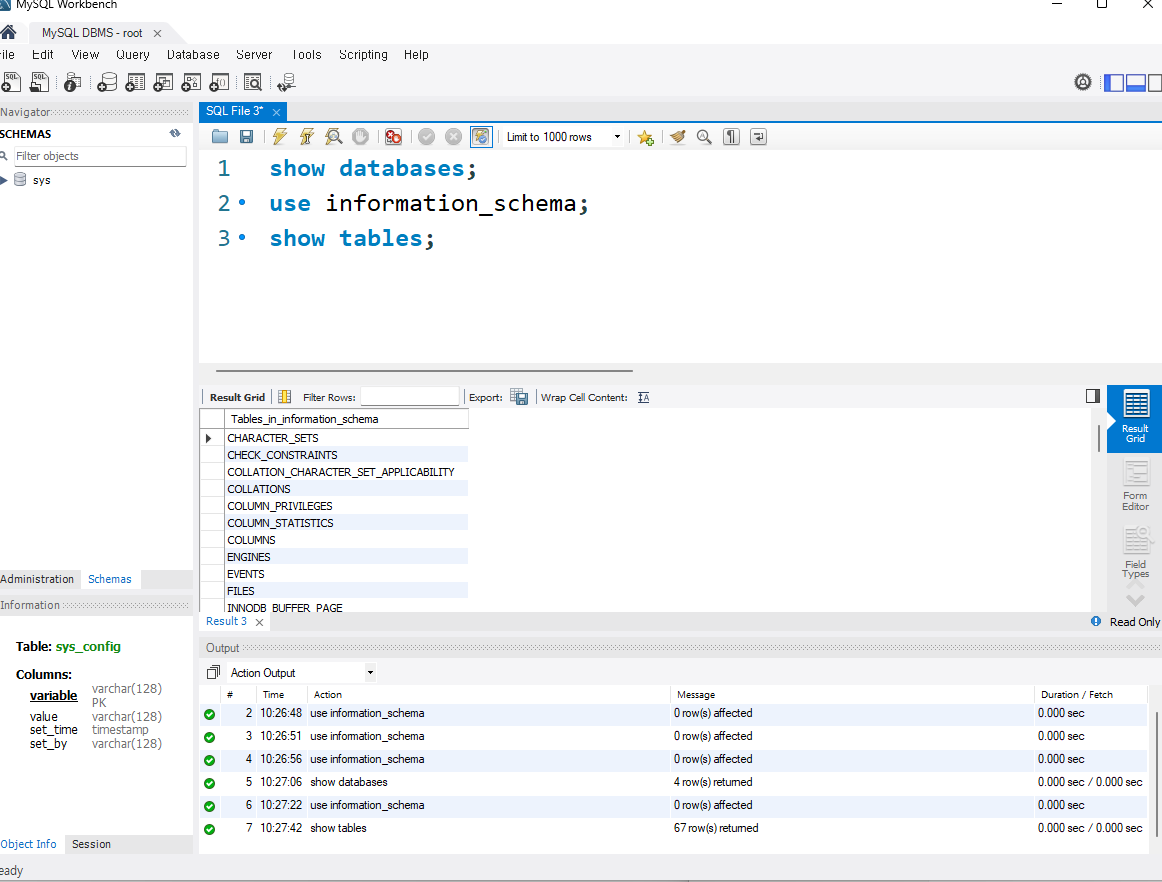 MySQL Workbench
MySQL DBMS - root
ile Edit View Query Database Server Tools Scripting Help
Navigator
SQL File 3*
SCHEMAS
Limit to 1000 rows
Filter objects
sys
1 show databases;
2 use information_schema;
3 show tables;
Result Grid Filter Rows: Export: Wrap Cell Content:
Tables_in_information_schema
CHARACTER_SETS
CHECK_CONSTRAINTS
COLLATION_CHARACTER_SET_APPLICABILITY
COLLATIONS
COLUMN_PRIVILEGES
COLUMN_STATISTICS
COLUMNS
ENGINES
EVENTS
FILES
INNODB_BUFFER_PAGE
Result
Grid
Form
Editor
Field
Types
Result 3
Read Only
Administration Schemas
Information
Table: sys_config
Columns:
variable varchar(128)
PK
value varchar(128)
set_time timestamp
set_by varchar(128)
Object Info Session
eady
Output
Action Output
# Time Action Message Duration / Fetch
2 10:26:48 use information_schema 0 row(s) affected 0.000 sec
3 10:26:51 use information_schema 0 row(s) affected 0.000 sec
4 10:26:56 use information_schema 0 row(s) affected 0.000 sec
5 10:27:06 show databases 4 row(s) returned 0.000 sec / 0.000 sec
6 10:27:22 use information_schema 0 row(s) affected 0.000 sec
7 10:27:42 show tables 67 row(s) returned 0.000 sec / 0.000 sec